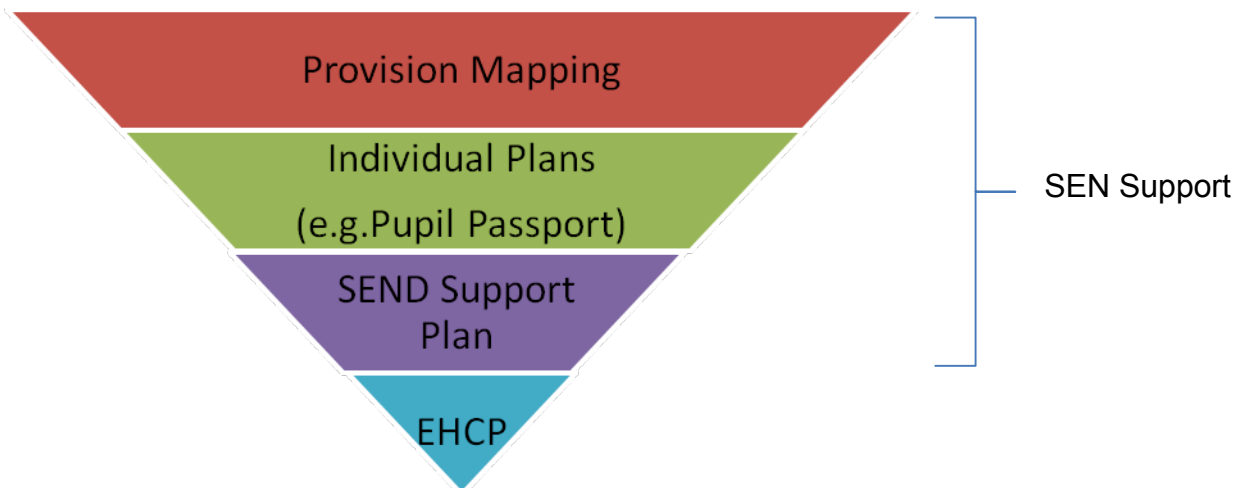 Provision Mapping
Individual Plans
(e.g.Pupil Passport)
SEND Support
Plan
EHCP
SEN Support